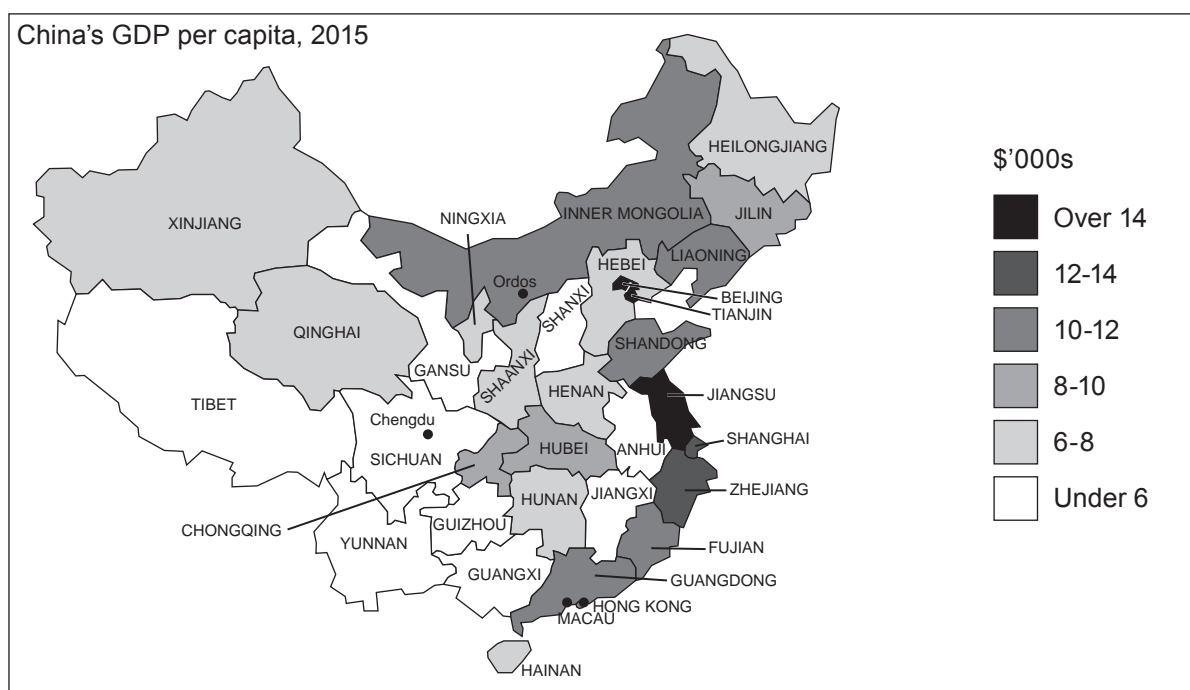 China's GDP per capita, 2015
HEILONGJIANG
$'000s
NINGXIA
INNER MONGOLIA
JILIN
Over 14
XINJIANG
LIAONING
12-14
HEBEI
Ordos
BEIJING
TIANJIN
10-12
SHANXI
QINGHAI
SHANDONG
GANSU
SHAANXI
HENAN
JIANGSU
8-10
TIBET
Chengdu
SHANGHAI
6-8
HUBEI
ANHUI
SICHUAN
ZHEJIANG
HUNAN
JIANGXI
Under 6
CHONGQING
GUIZHOU
YUNNAN
FUJIAN
GUANGXI
GUANGDONG
HONG KONG
MACAU
HAINAN